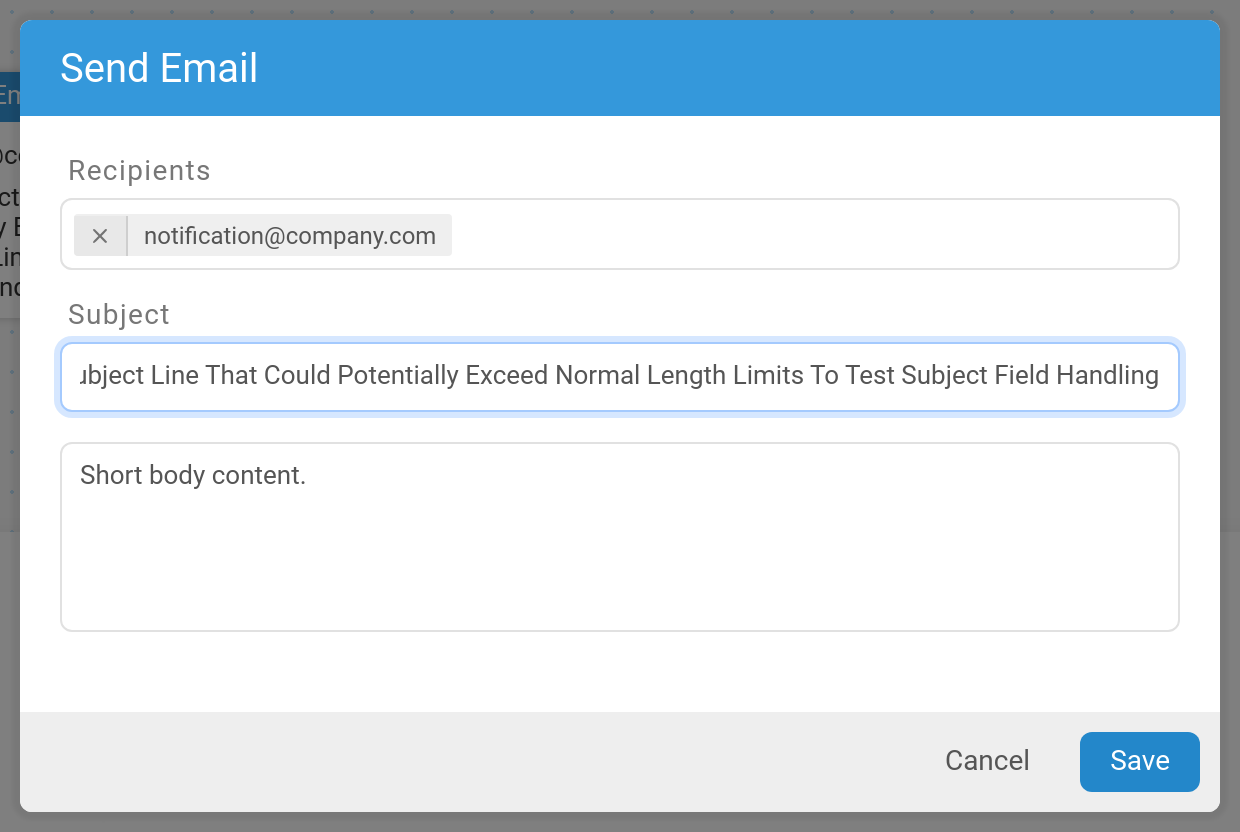 Send Email
Recipients
notification@company.com
Subject
Line That Could Potentially Exceed Normal Length Limits To Test Subject Field Handling
Short body content.
Cancel
Save